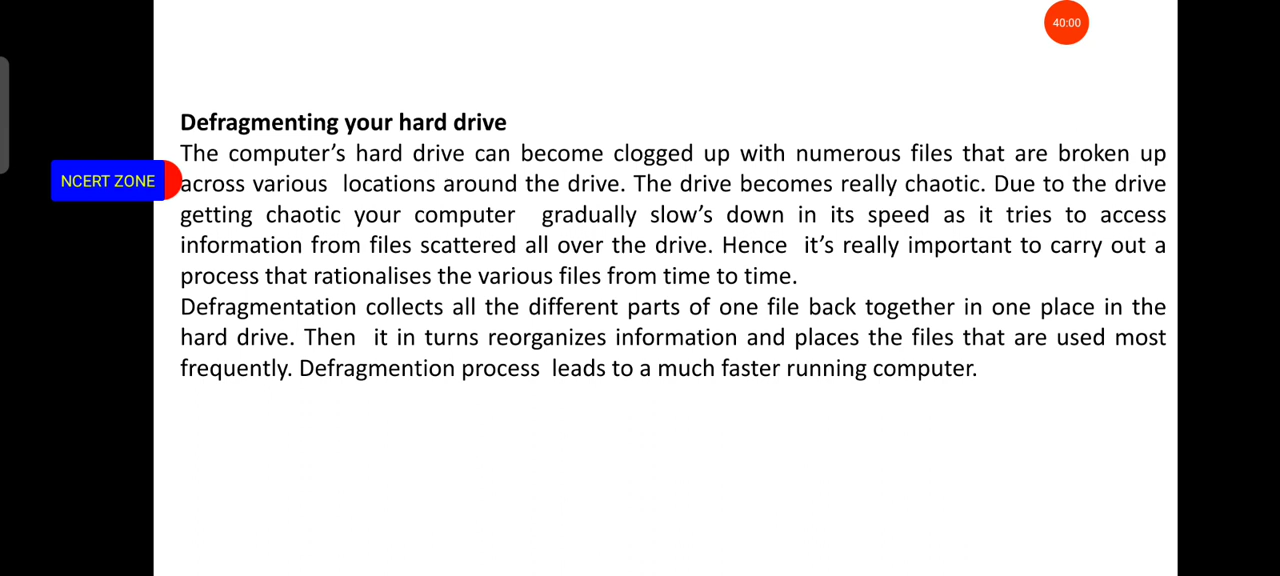 40:00
Defragmenting your hard drive
The computer's hard drive can become clogged up with numerous files that are broken up
NCERT ZONE
across various locations around the drive. The drive becomes really chaotic. Due to the drive
getting chaotic your computer gradually slow's down in its speed as it tries to access
information from files scattered all over the drive. Hence it's really important to carry out a
process that rationalises the various files from time to time.
Defragmentation collects all the different parts of one file back together in one place in the
hard drive. Then it in turns reorganizes information and places the files that are used most
frequently. Defragmention process leads to a much faster running computer.